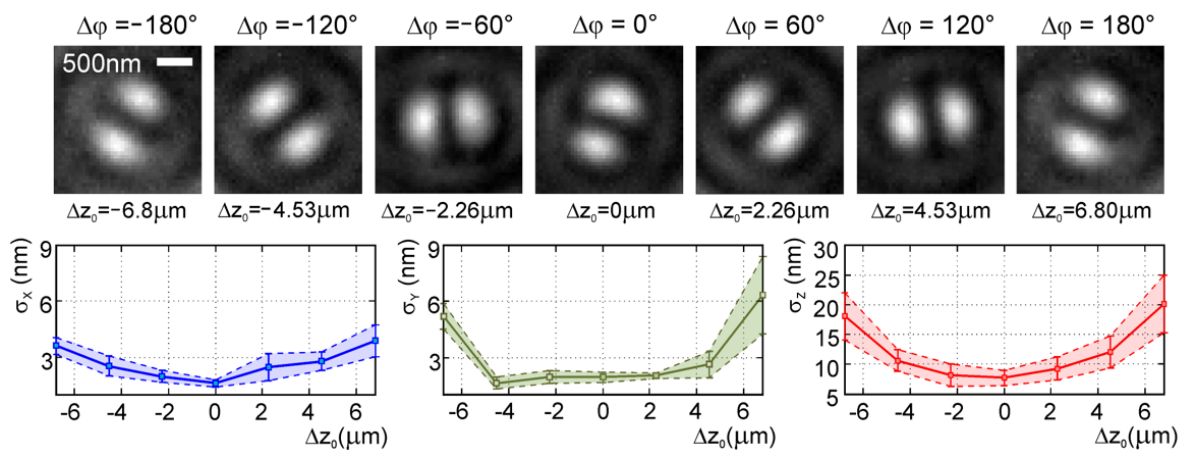 Δφ = −180° Δφ = −120° Δφ = −60° Δφ = 0° Δφ = 60° Δφ = 120° Δφ = 180°
500nm
Δz₀=−6.8μm Δz₀=−4.53μm Δz₀=−2.26μm Δz₀=0μm Δz₀=2.26μm Δz₀=4.53μm Δz₀=6.80μm
σX (nm)
9
6
3
-6 -4 -2 0 2 4 6
Δz₀(μm)
σY (nm)
9
6
3
-6 -4 -2 0 2 4 6
Δz₀(μm)
σZ (nm)
30
25
20
15
10
5
-6 -4 -2 0 2 4 6
Δz₀(μm)